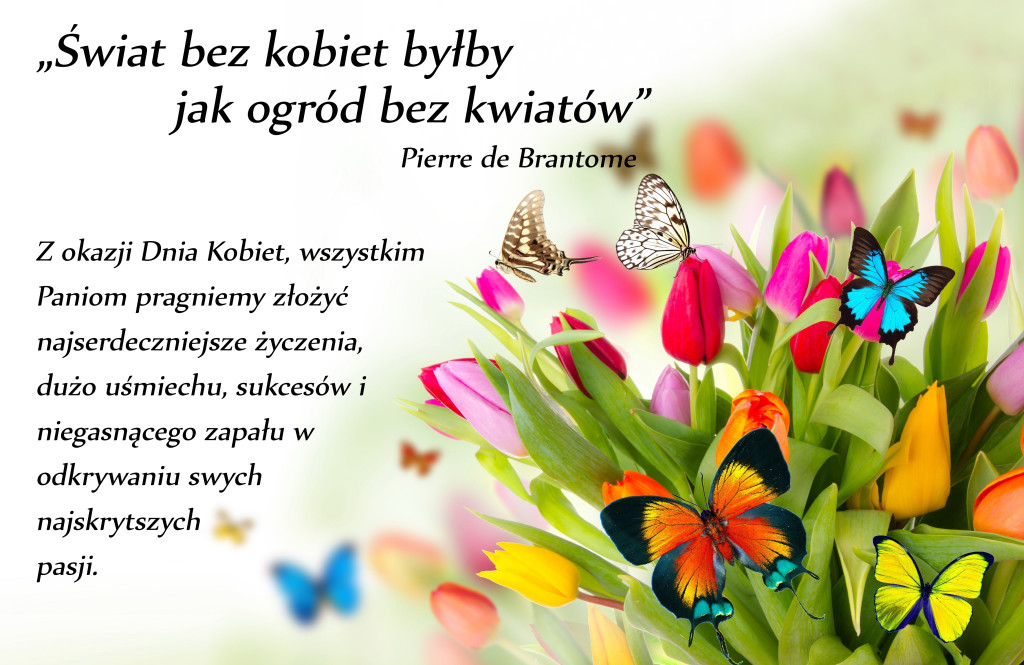 „Świat bez kobiet byłby
jak ogród bez kwiatów”
Pierre de Brantome
Z okazji Dnia Kobiet, wszystkim
Paniom pragniemy złożyć
najserdeczniejsze życzenia,
dużo uśmiechu, sukcesów i
niegasnącego zapału w
odkrywaniu swych
najskrytszych
pasji.